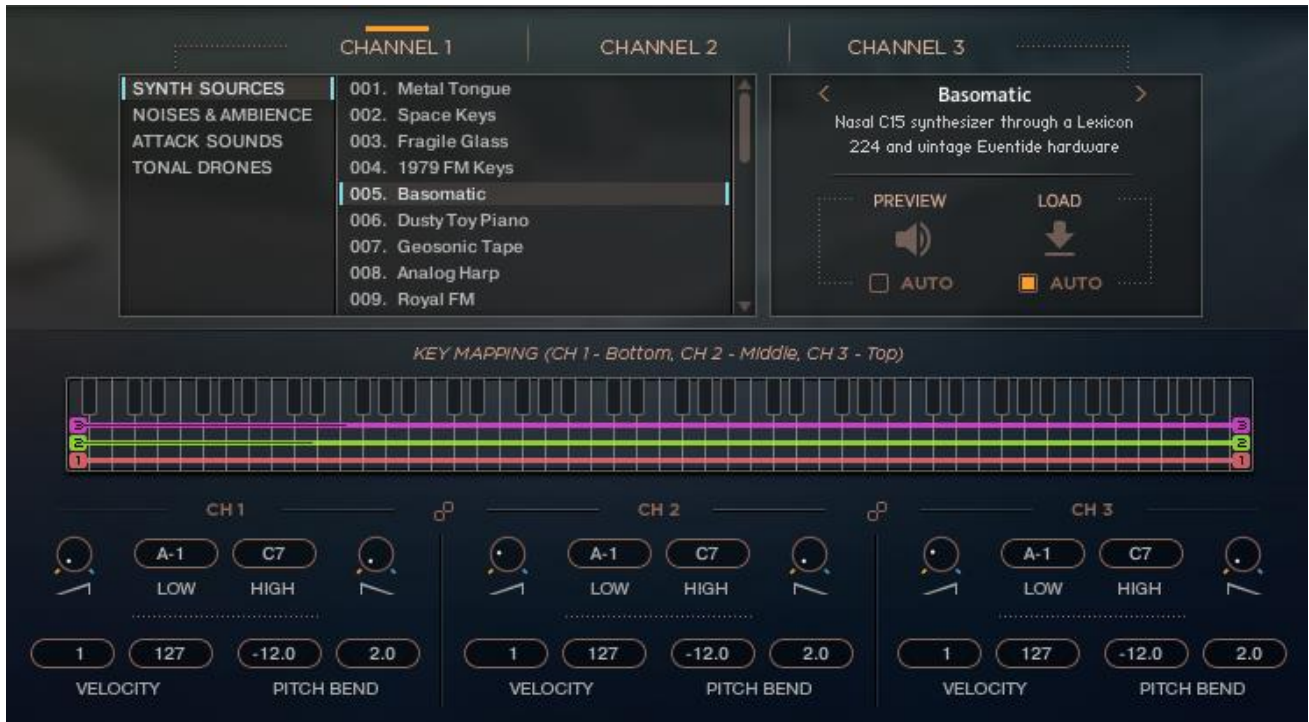 CHANNEL 1 CHANNEL 2 CHANNEL 3
SYNTH SOURCES
NOISES & AMBIENCE
ATTACK SOUNDS
TONAL DRONES
001. Metal Tongue
002. Space Keys
003. Fragile Glass
004. 1979 FM Keys
005. Basomatic
006. Dusty Toy Piano
007. Geosonic Tape
008. Analog Harp
009. Royal FM
Basomatic
Nasal C15 synthesizer through a Lexicon
224 and vintage Eventide hardware
PREVIEW LOAD
AUTO AUTO
KEY MAPPING (CH 1 - Bottom, CH 2 - Middle, CH 3 - Top)
3 3
2 2
1 1
CH 1 CH 2 CH 3
A-1 C7 A-1 C7 A-1 C7
LOW HIGH LOW HIGH LOW HIGH
1 127 -12.0 2.0 1 127 -12.0 2.0 1 127 -12.0 2.0
VELOCITY PITCH BEND VELOCITY PITCH BEND VELOCITY PITCH BEND